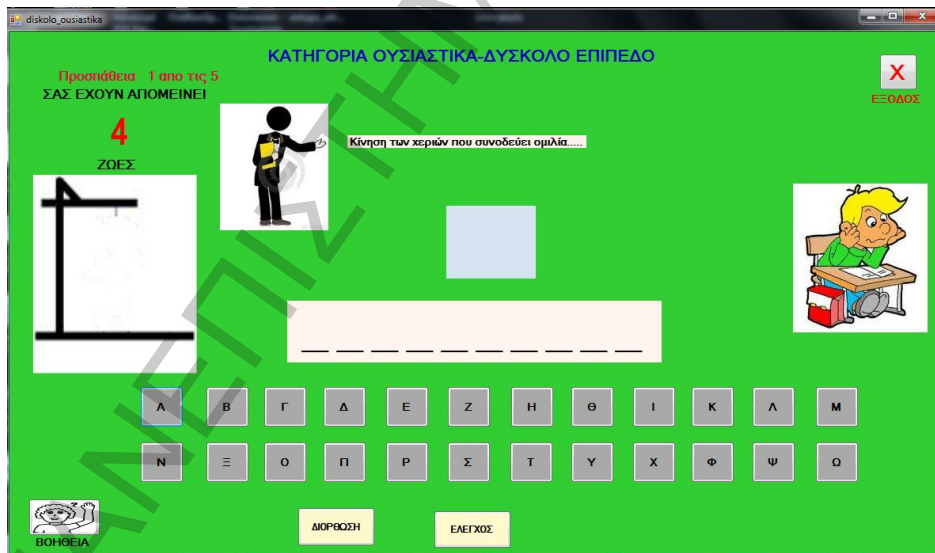 diskolo_ousiastika
ΚΑΤΗΓΟΡΙΑ ΟΥΣΙΑΣΤΙΚΑ-ΔΥΣΚΟΛΟ ΕΠΙΠΕΔΟ
X
ΕΞΟΔΟΣ
Προσπάθεια 1 απο τις 5
ΣΑΣ ΕΧΟΥΝ ΑΠΟΜΕΙΝΕΙ
4
ΖΩΕΣ
Κίνηση των χεριών που συνοδεύει ομιλία.....
_ _ _ _ _ _ _ _ _ _
Α Β Γ Δ Ε Ζ Η Θ Ι Κ Λ Μ
Ν Ξ Ο Π Ρ Σ Τ Υ Χ Φ Ψ Ω
ΒΟΗΘΕΙΑ
ΔΙΟΡΘΩΣΗ
ΕΛΕΓΧΟΣ